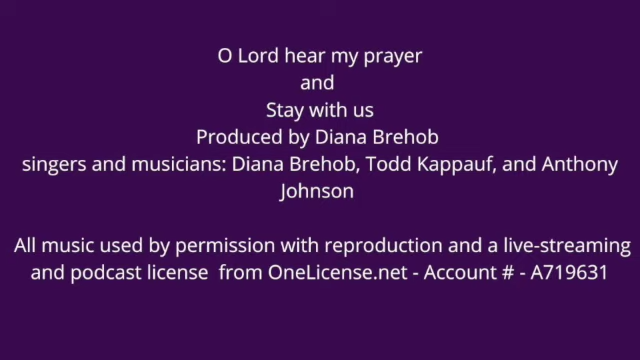 O Lord hear my prayer
and
Stay with us
Produced by Diana Brehob
singers and musicians: Diana Brehob, Todd Kappauf, and Anthony
Johnson
All music used by permission with reproduction and a live-streaming
and podcast license from OneLicense.net - Account # - A719631